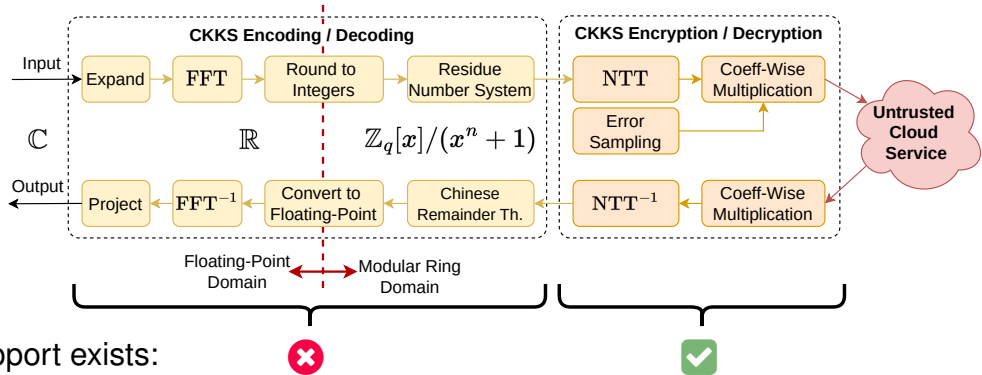 CKKS Encoding / Decoding
CKKS Encryption / Decryption
Input
Expand
FFT
Round to
Integers
Residue
Number System
NTT
Coeff-Wise
Multiplication
Error
Sampling
Untrusted
Cloud
Service
ℂ
ℝ
ℤ_q[x]/(xⁿ + 1)
Output
Project
FFT⁻¹
Convert to
Floating-Point
Chinese
Remainder Th.
NTT⁻¹
Coeff-Wise
Multiplication
Floating-Point
Domain
Modular Ring
Domain
exists: